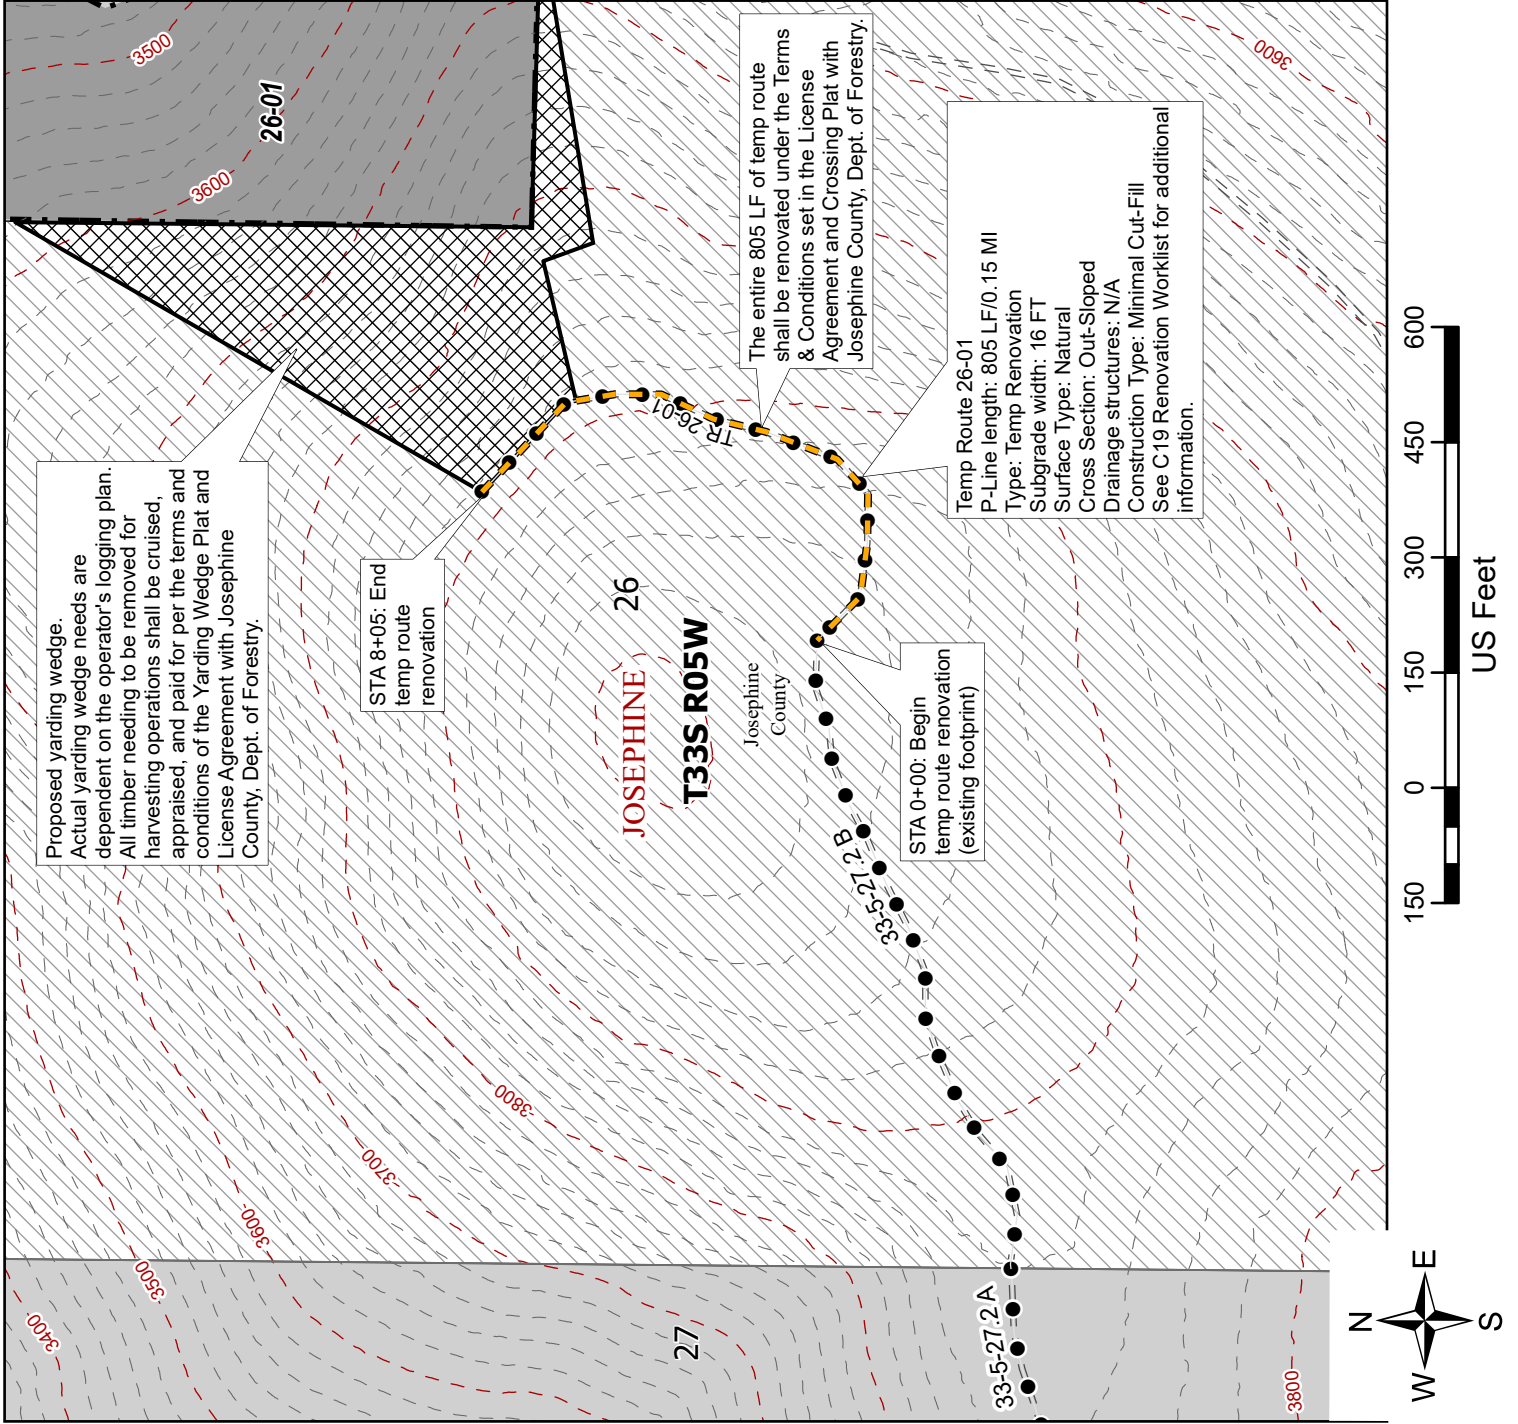 Proposed yarding wedge.
Actual yarding wedge needs are
dependent on the operator's logging plan.
All timber needing to be removed for
harvesting operations shall be cruised,
appraised, and paid for per the terms and
conditions of the Yarding Wedge Plat and
License Agreement with Josephine
County, Dept. of Forestry.
STA 8+05: End
temp route
renovation
The entire 805 LF of temp route
shall be renovated under the Terms
& Conditions set in the License
Agreement and Crossing Plat with
Josephine County, Dept. of Forestry.
Temp Route 26-01
P-Line length: 805 LF/0.15 MI
Type: Temp Renovation
Subgrade width: 16 FT
Surface Type: Natural
Cross Section: Out-Sloped
Drainage structures: N/A
Construction Type: Minimal Cut-Fill
See C19 Renovation Worklist for additional
information.
STA 0+00: Begin
temp route renovation
(existing footprint)
26-01
3500
3600
3600
TR 26-01
26
JOSEPHINE
T33S R05W
Josephine
County
33-5-27.2 B
3800
3700
3600
3500
3400
27
33-5-27.2 A
3800
150 0 150 300 450 600
US Feet
N
W E
S